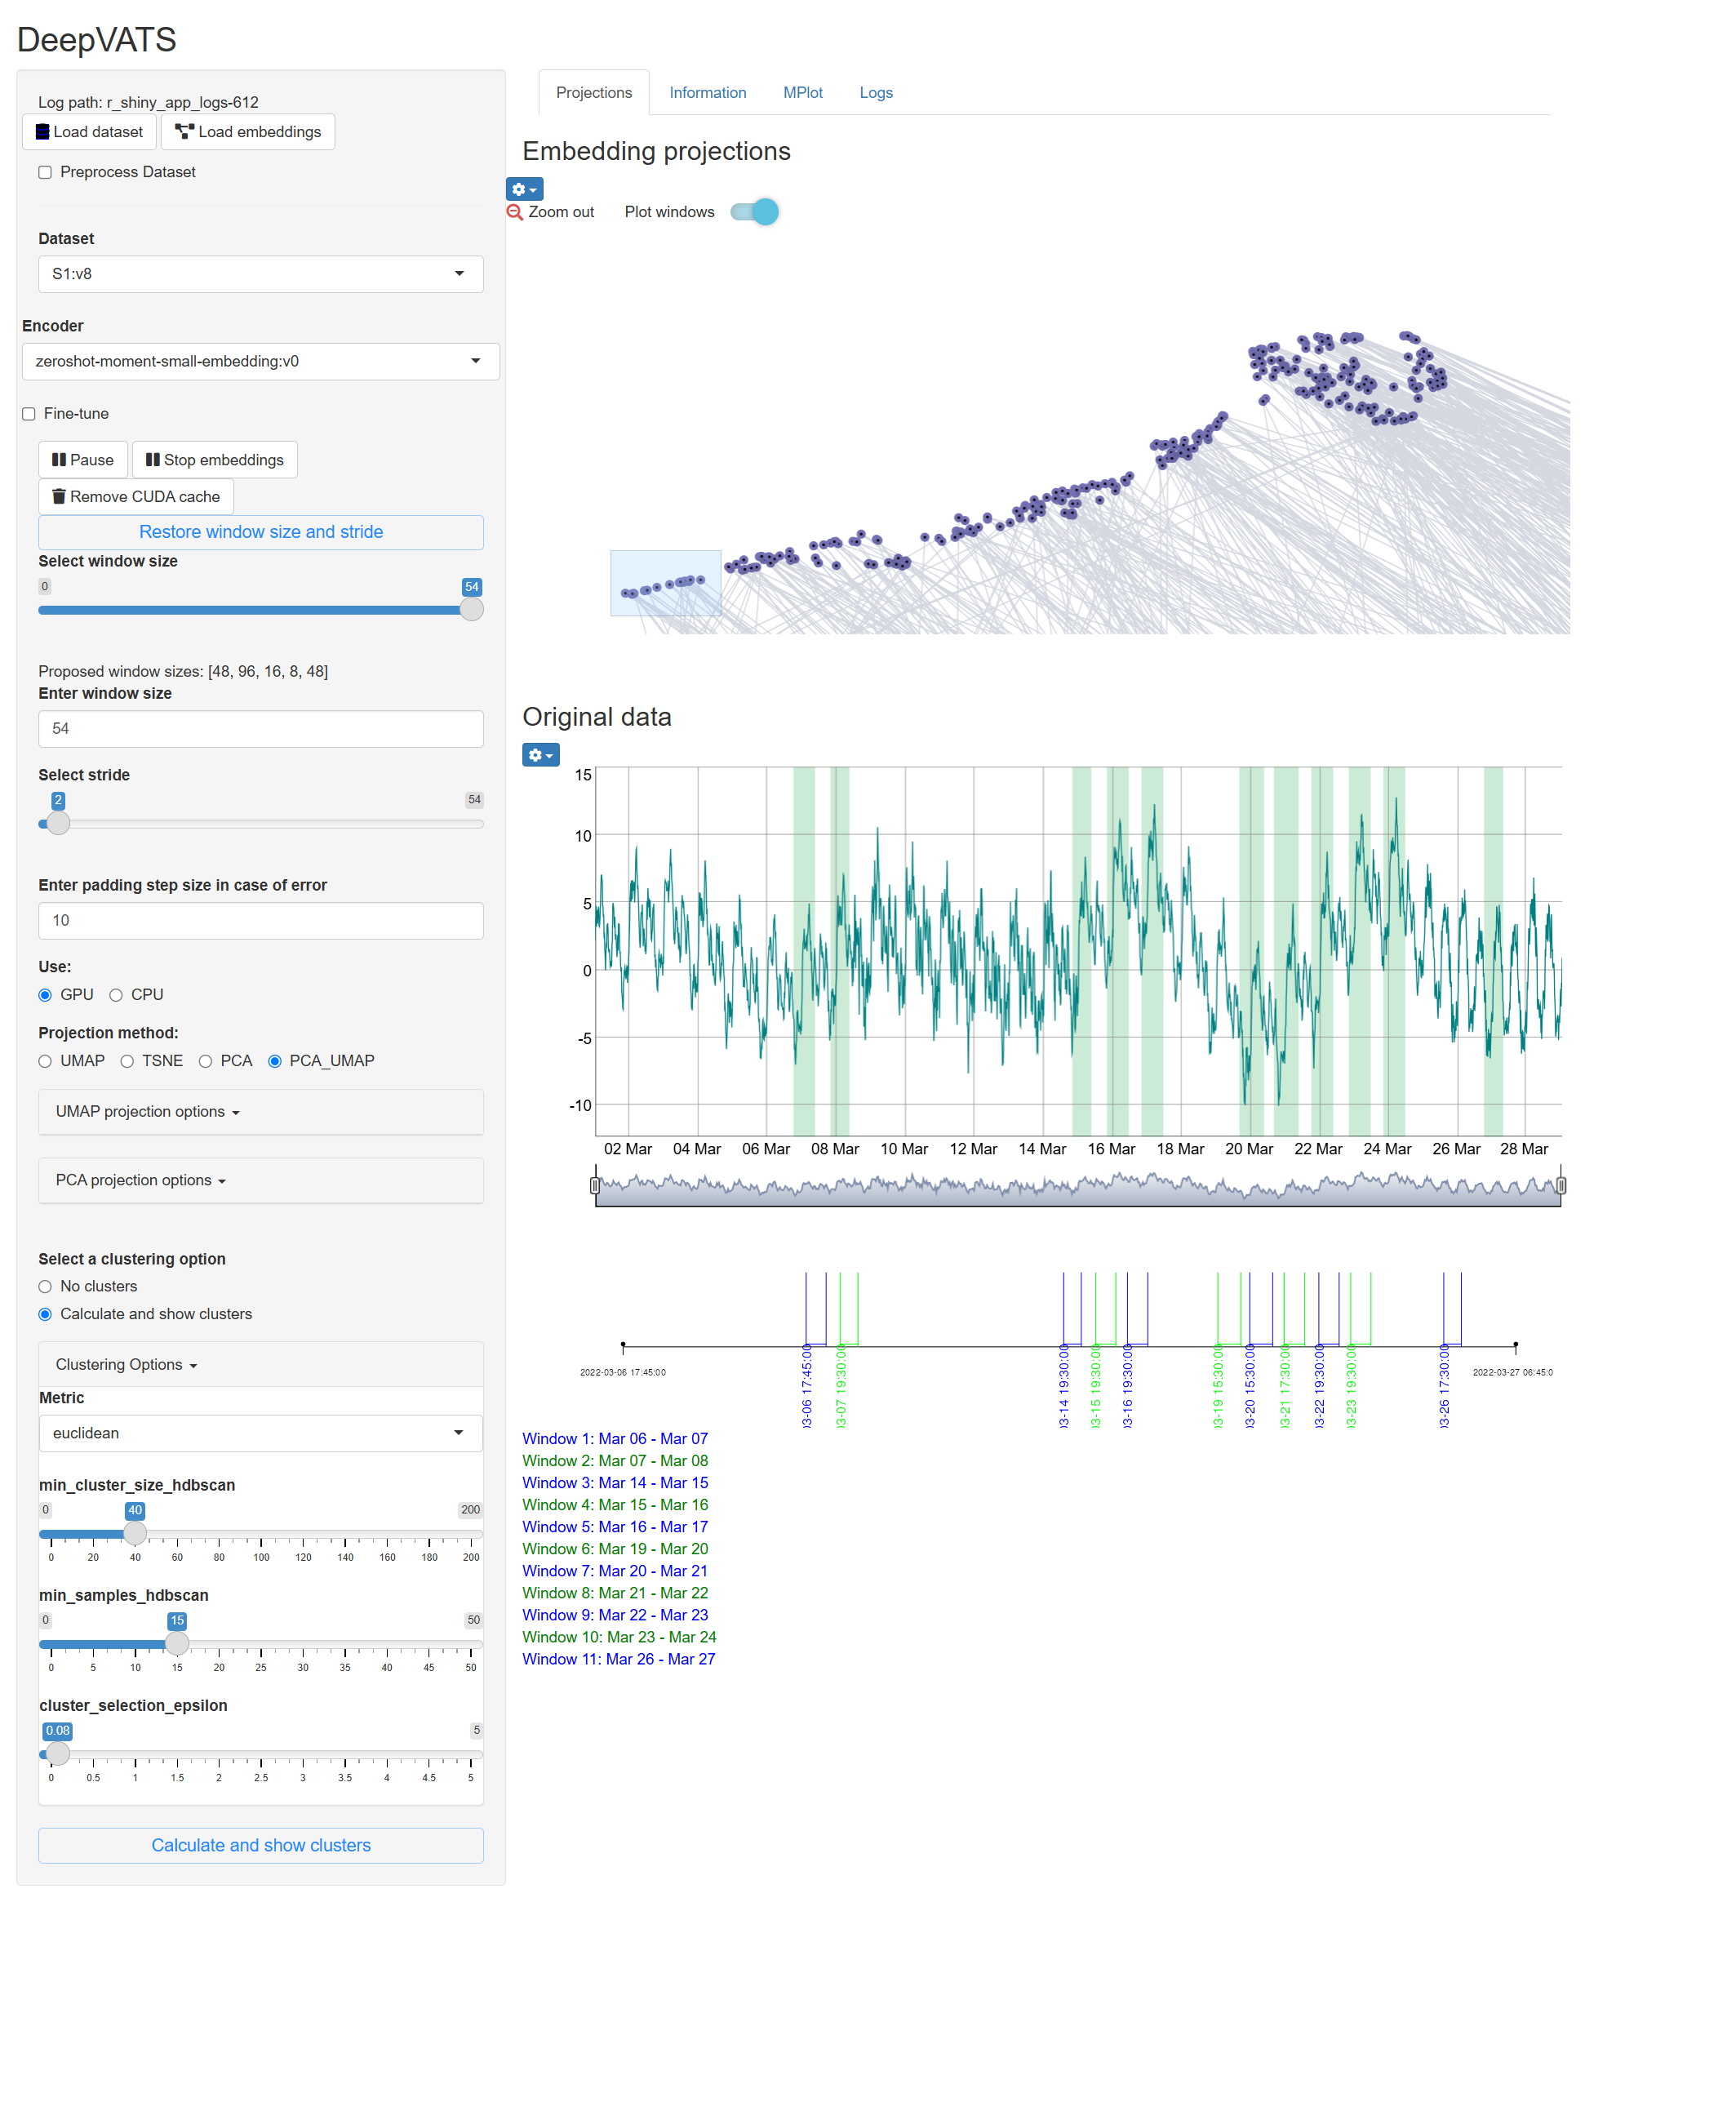 DeepVATS
Log path: r_shiny_app_logs-612
Load dataset
Load embeddings
Preprocess Dataset
Dataset
S1:v8
Encoder
zeroshot-moment-small-embedding:v0
Fine-tune
Pause
Stop embeddings
Remove CUDA cache
Restore window size and stride
Select window size
0
54
Proposed window sizes: [48, 96, 16, 8, 48]
Enter window size
54
Select stride
2
54
Enter padding step size in case of error
10
Use:
GPU CPU
Projection method:
UMAP TSNE PCA PCA_UMAP
UMAP projection options
PCA projection options
Select a clustering option
No clusters
Calculate and show clusters
Clustering Options
Metric
euclidean
min_cluster_size_hdbscan
0 40 200
0 20 40 60 80 100 120 140 160 180 200
min_samples_hdbscan
0 15 50
0 5 10 15 20 25 30 35 40 45 50
cluster_selection_epsilon
0.08 5
0 0.5 1 1.5 2 2.5 3 3.5 4 4.5 5
Calculate and show clusters
Projections Information MPlot Logs
Embedding projections
Zoom out Plot windows
Original data
15
10
5
0
-5
-10
02 Mar 04 Mar 06 Mar 08 Mar 10 Mar 12 Mar 14 Mar 16 Mar 18 Mar 20 Mar 22 Mar 24 Mar 26 Mar 28 Mar
2022-03-06 17:45:00
2022-03-27 06:45:0
03-06 17:45:00
03-07 19:30:00
03-14 19:30:00
03-15 19:30:00
03-16 19:30:00
03-19 15:30:00
03-20 15:30:00
03-21 17:30:00
03-22 19:30:00
03-23 19:30:00
03-26 17:30:00
Window 1: Mar 06 - Mar 07
Window 2: Mar 07 - Mar 08
Window 3: Mar 14 - Mar 15
Window 4: Mar 15 - Mar 16
Window 5: Mar 16 - Mar 17
Window 6: Mar 19 - Mar 20
Window 7: Mar 20 - Mar 21
Window 8: Mar 21 - Mar 22
Window 9: Mar 22 - Mar 23
Window 10: Mar 23 - Mar 24
Window 11: Mar 26 - Mar 27